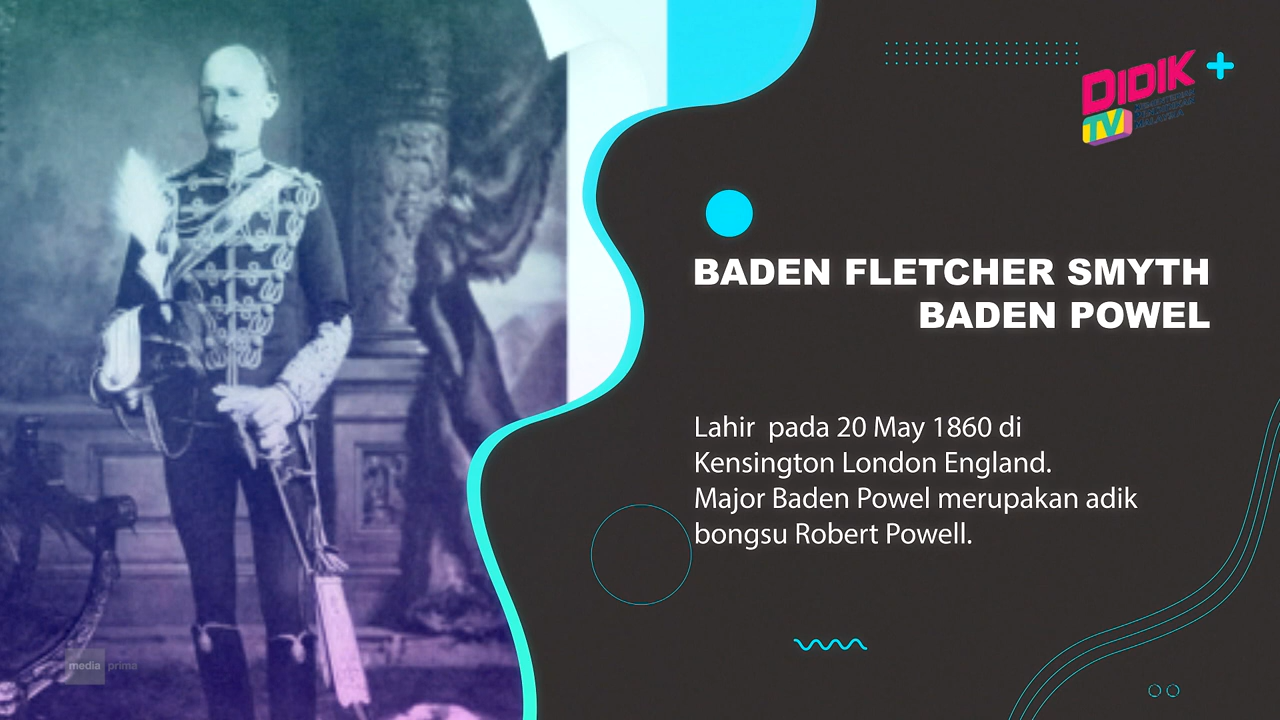 DIDIK
TV
BADEN FLETCHER SMYTH
BADEN POWEL
Lahir pada 20 May 1860 di
Kensington London England.
Major Baden Powel merupakan adik
bongsu Robert Powell.
media prima